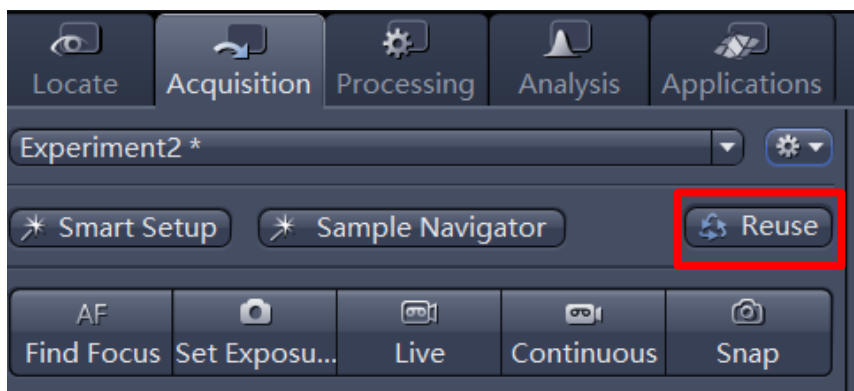 Locate Acquisition Processing Analysis Applications
Experiment2 *
Smart Setup Sample Navigator Reuse
AF
Find Focus Set Exposu... Live Continuous Snap